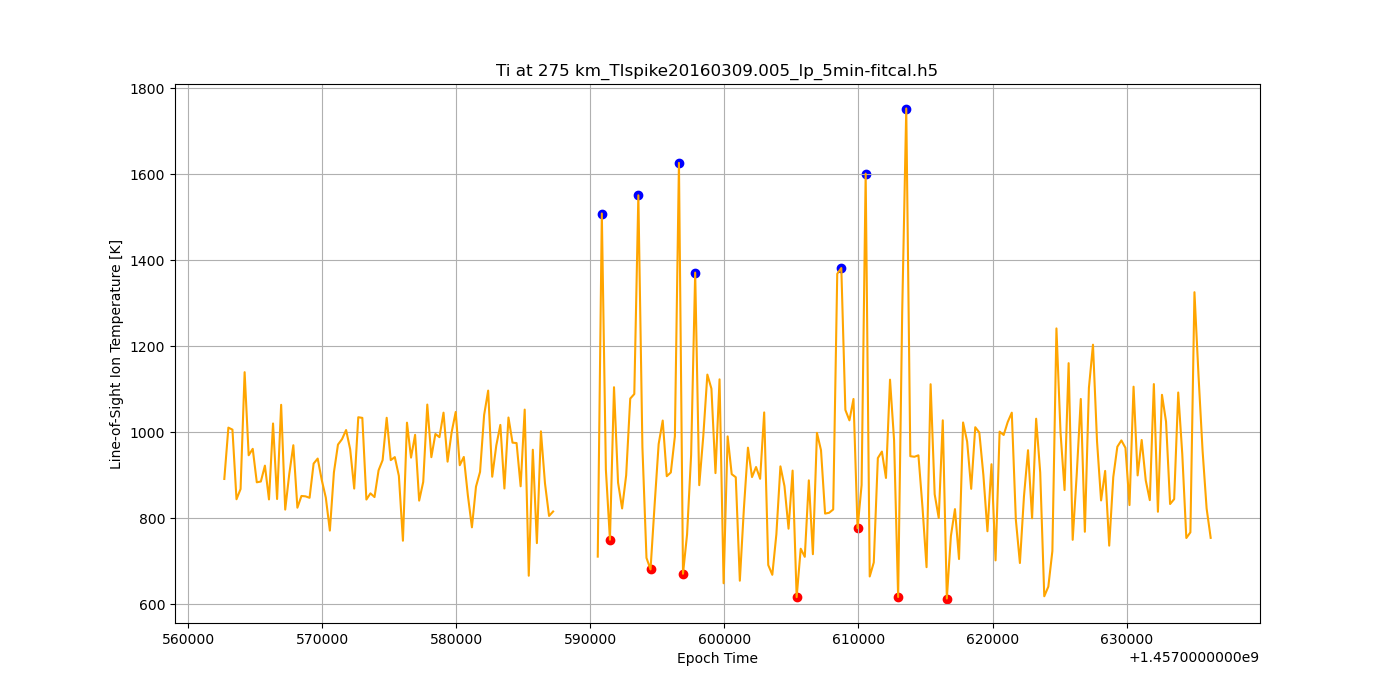 Ti at 275 km_TIspike20160309.005_lp_5min-fitcal.h5
Line-of-Sight Ion Temperature [K]
1800
1600
1400
1200
1000
800
600
560000 570000 580000 590000 600000 610000 620000 630000
Epoch Time
+1.4570000000e9